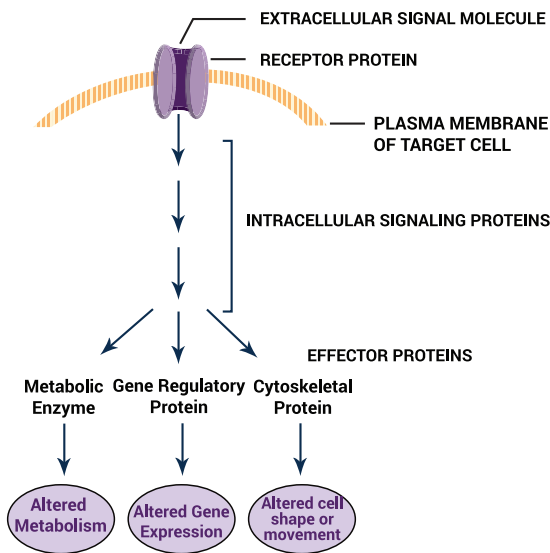 EXTRACELLULAR SIGNAL MOLECULE
RECEPTOR PROTEIN
PLASMA MEMBRANE
OF TARGET CELL
INTRACELLULAR SIGNALING PROTEINS
EFFECTOR PROTEINS
Metabolic
Enzyme
Gene Regulatory
Protein
Cytoskeletal
Protein
Altered
Metabolism
Altered Gene
Expression
Altered cell
shape or
movement